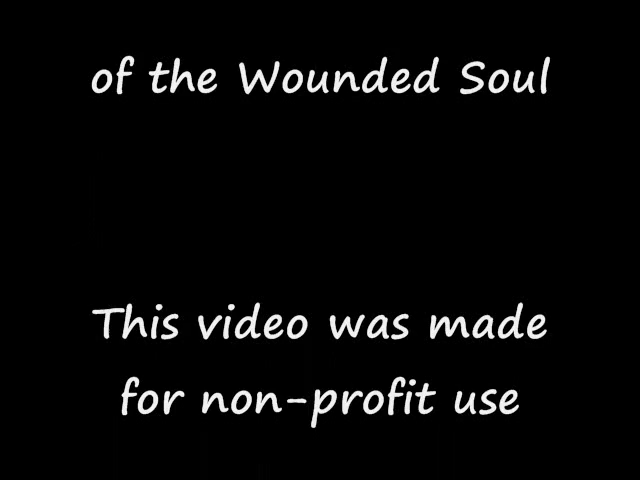 of the Wounded Soul
This video was made
for non-profit use